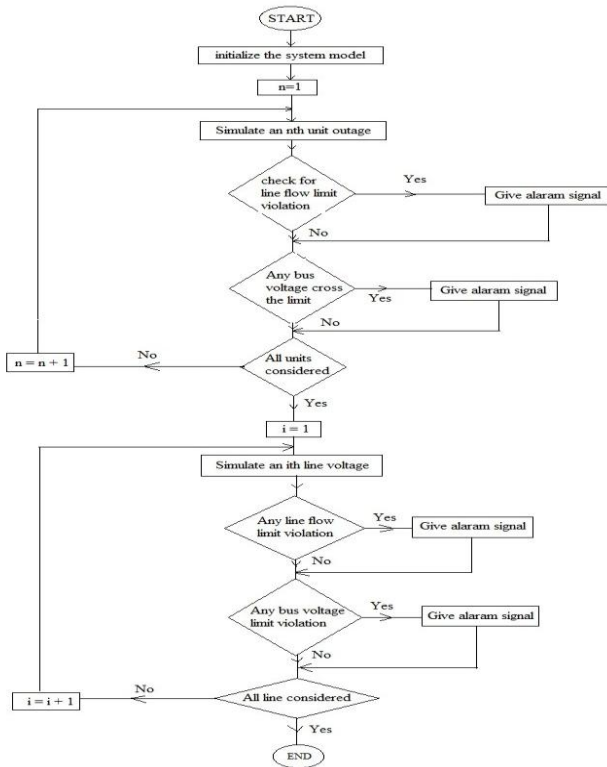 START
initialize the system model
n=1
Simulate an nth unit outage
check for
line flow limit
violation
Yes
Give alaram signal
No
Any bus
voltage cross
the limit
Yes
Give alaram signal
No
All units
considered
No
n = n + 1
Yes
i = 1
Simulate an ith line voltage
Any line flow
limit violation
Yes
Give alaram signal
No
Any bus voltage
limit violation
Yes
Give alaram signal
No
All line considered
No
i = i + 1
Yes
END